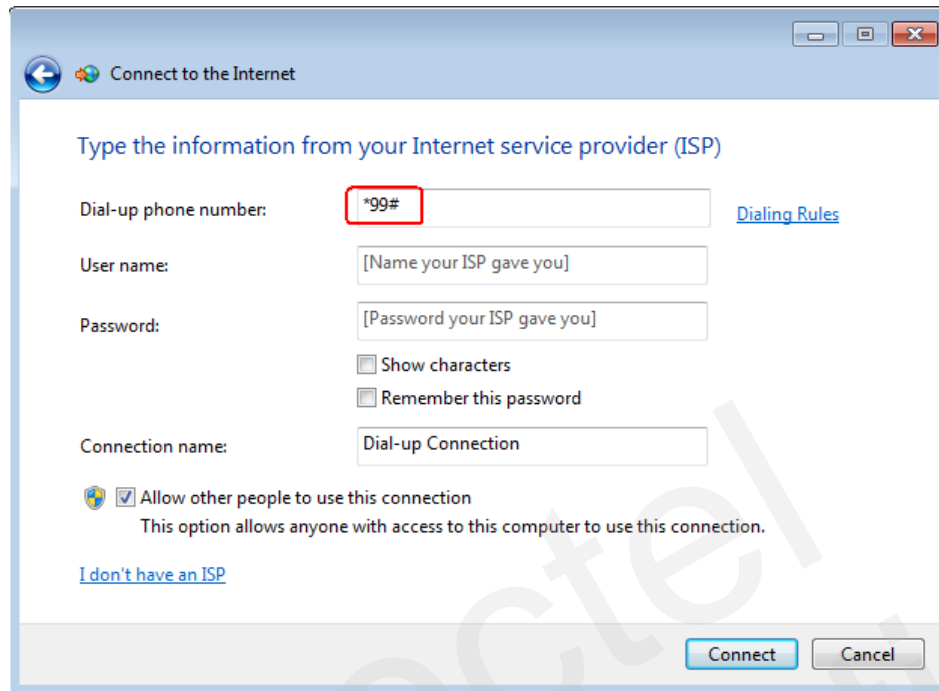 Connect to the Internet
Type the information from your Internet service provider (ISP)
Dial-up phone number: *99# Dialing Rules
User name: [Name your ISP gave you]
Password: [Password your ISP gave you]
Show characters
Remember this password
Connection name: Dial-up Connection
Allow other people to use this connection
This option allows anyone with access to this computer to use this connection.
I don't have an ISP
Connect Cancel